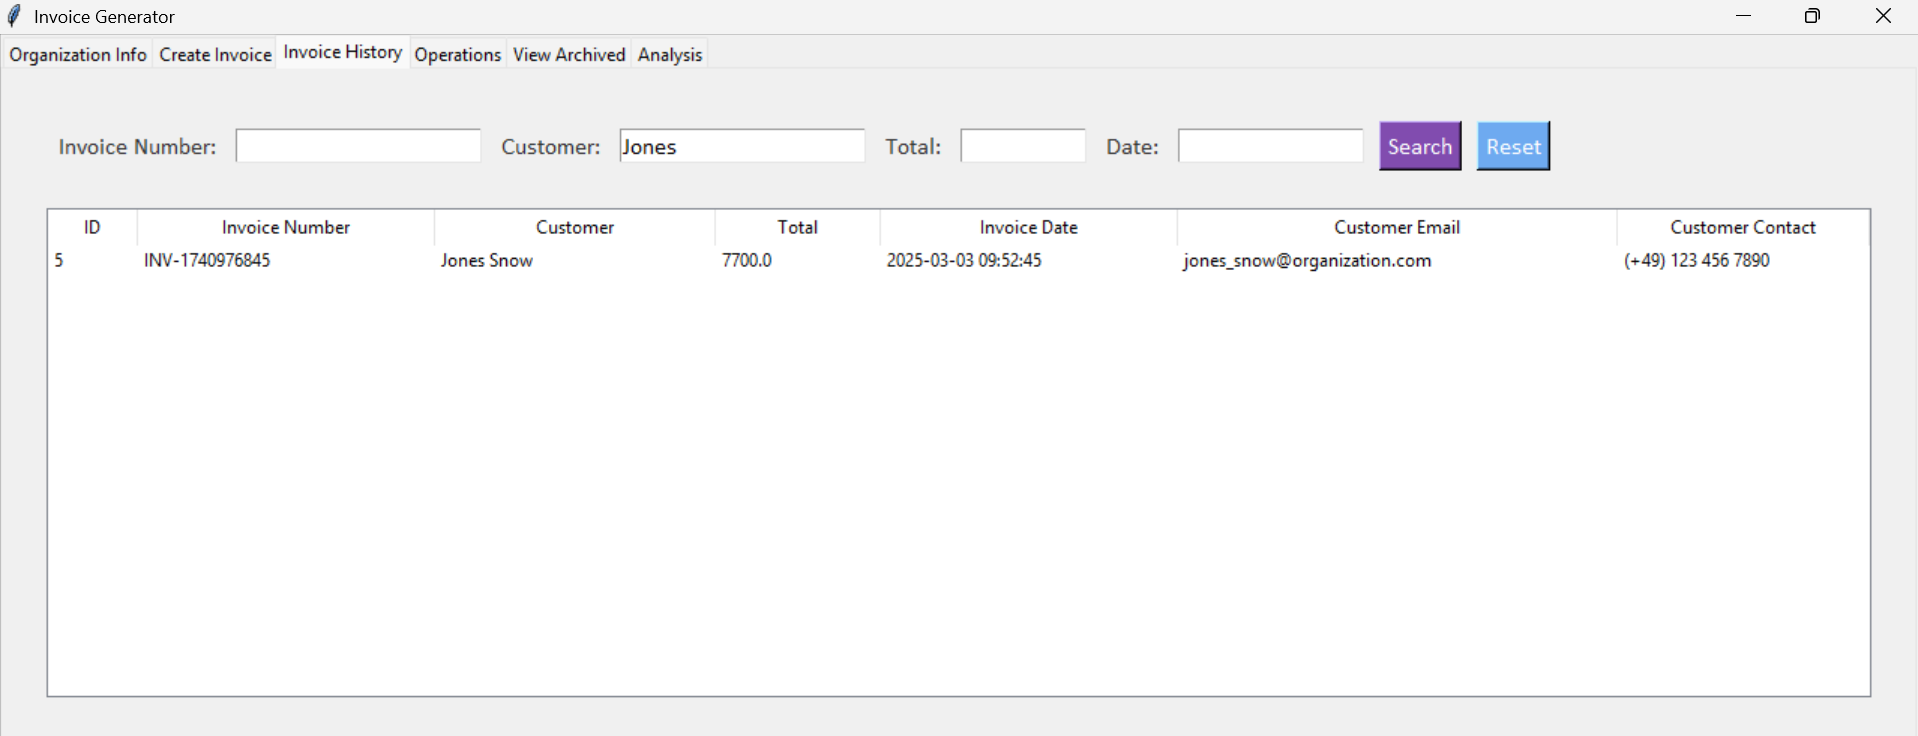 Invoice Generator
Organization Info Create Invoice Invoice History Operations View Archived Analysis
Invoice Number: Customer: Jones Total: Date: Search Reset
ID Invoice Number Customer Total Invoice Date Customer Email Customer Contact
5 INV-1740976845 Jones Snow 7700.0 2025-03-03 09:52:45 jones_snow@organization.com (+49) 123 456 7890